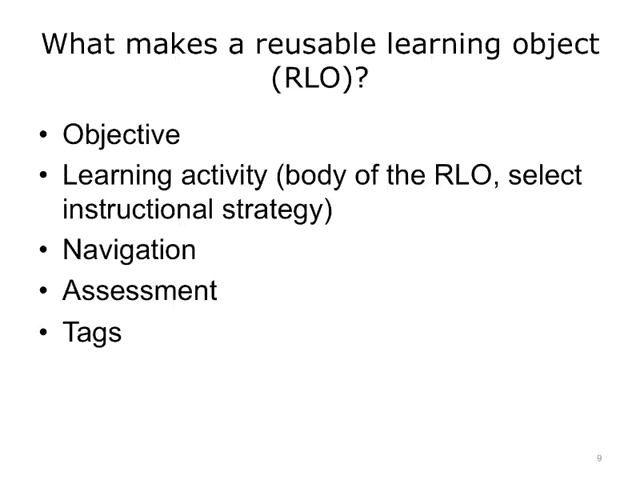 What makes a reusable learning object
(RLO)?
• Objective
• Learning activity (body of the RLO, select
instructional strategy)
• Navigation
• Assessment
• Tags
9